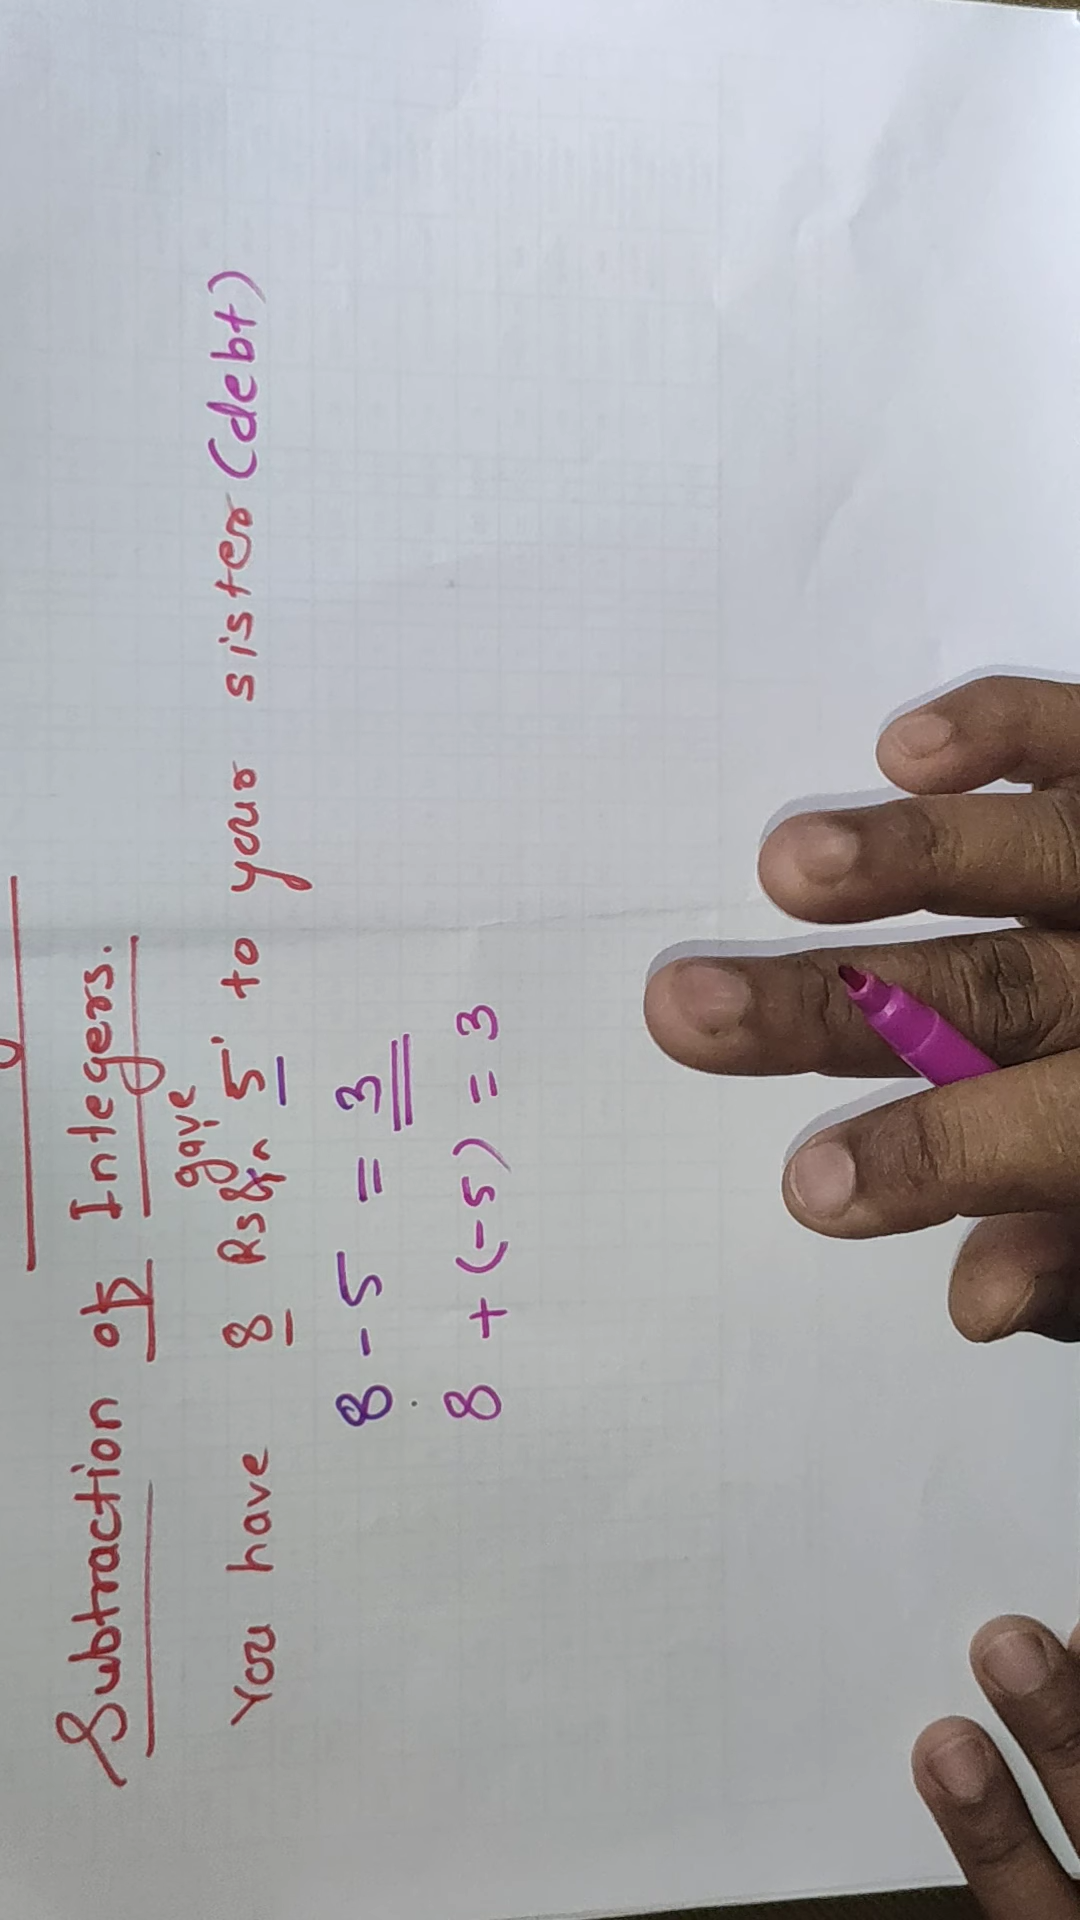 Subtraction of Integers.
gave
You have 8 Rs & ^ 5 to your sister (debt)
8 - 5 = 3
8 + (-5) = 3